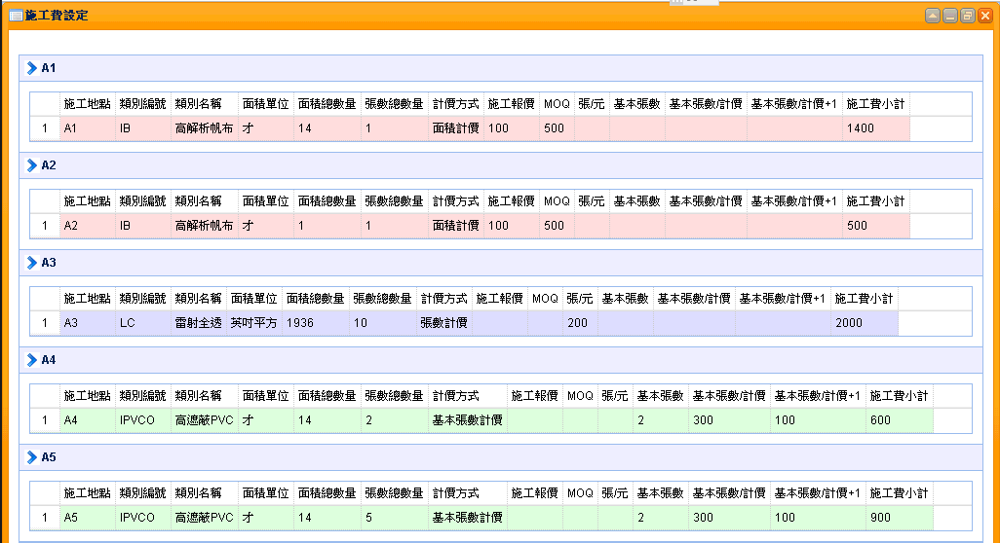 施工費設定
A1
施工地點 類別編號 類別名稱 面積單位 面積總數量 張數總數量 計價方式 施工報價 MOQ 張/元 基本張數 基本張數/計價 基本張數/計價+1 施工費小計
1 A1 IB 高解析帆布 才 14 1 面積計價 100 500 1400
A2
施工地點 類別編號 類別名稱 面積單位 面積總數量 張數總數量 計價方式 施工報價 MOQ 張/元 基本張數 基本張數/計價 基本張數/計價+1 施工費小計
1 A2 IB 高解析帆布 才 1 1 面積計價 100 500 500
A3
施工地點 類別編號 類別名稱 面積單位 面積總數量 張數總數量 計價方式 施工報價 MOQ 張/元 基本張數 基本張數/計價 基本張數/計價+1 施工費小計
1 A3 LC 雷射全透 英吋平方 1936 10 張數計價 200 2000
A4
施工地點 類別編號 類別名稱 面積單位 面積總數量 張數總數量 計價方式 施工報價 MOQ 張/元 基本張數 基本張數/計價 基本張數/計價+1 施工費小計
1 A4 IPVCO 高遮蔽PVC 才 14 2 基本張數計價 2 300 100 600
A5
施工地點 類別編號 類別名稱 面積單位 面積總數量 張數總數量 計價方式 施工報價 MOQ 張/元 基本張數 基本張數/計價 基本張數/計價+1 施工費小計
1 A5 IPVCO 高遮蔽PVC 才 14 5 基本張數計價 2 300 100 900